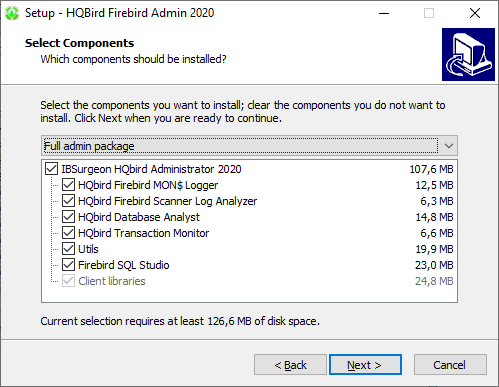 Setup - HQBird Firebird Admin 2020
Select Components
Which components should be installed?
Select the components you want to install; clear the components you do not want to
install. Click Next when you are ready to continue.
Full admin package
IBSurgeon HQbird Administrator 2020 107,6 MB
HQbird Firebird MON$ Logger 12,5 MB
HQbird Firebird Scanner Log Analyzer 6,3 MB
HQbird Database Analyst 14,8 MB
HQbird Transaction Monitor 6,6 MB
Utils 19,9 MB
Firebird SQL Studio 23,0 MB
Client libraries 24,8 MB
Current selection requires at least 126,6 MB of disk space.
< Back Next > Cancel